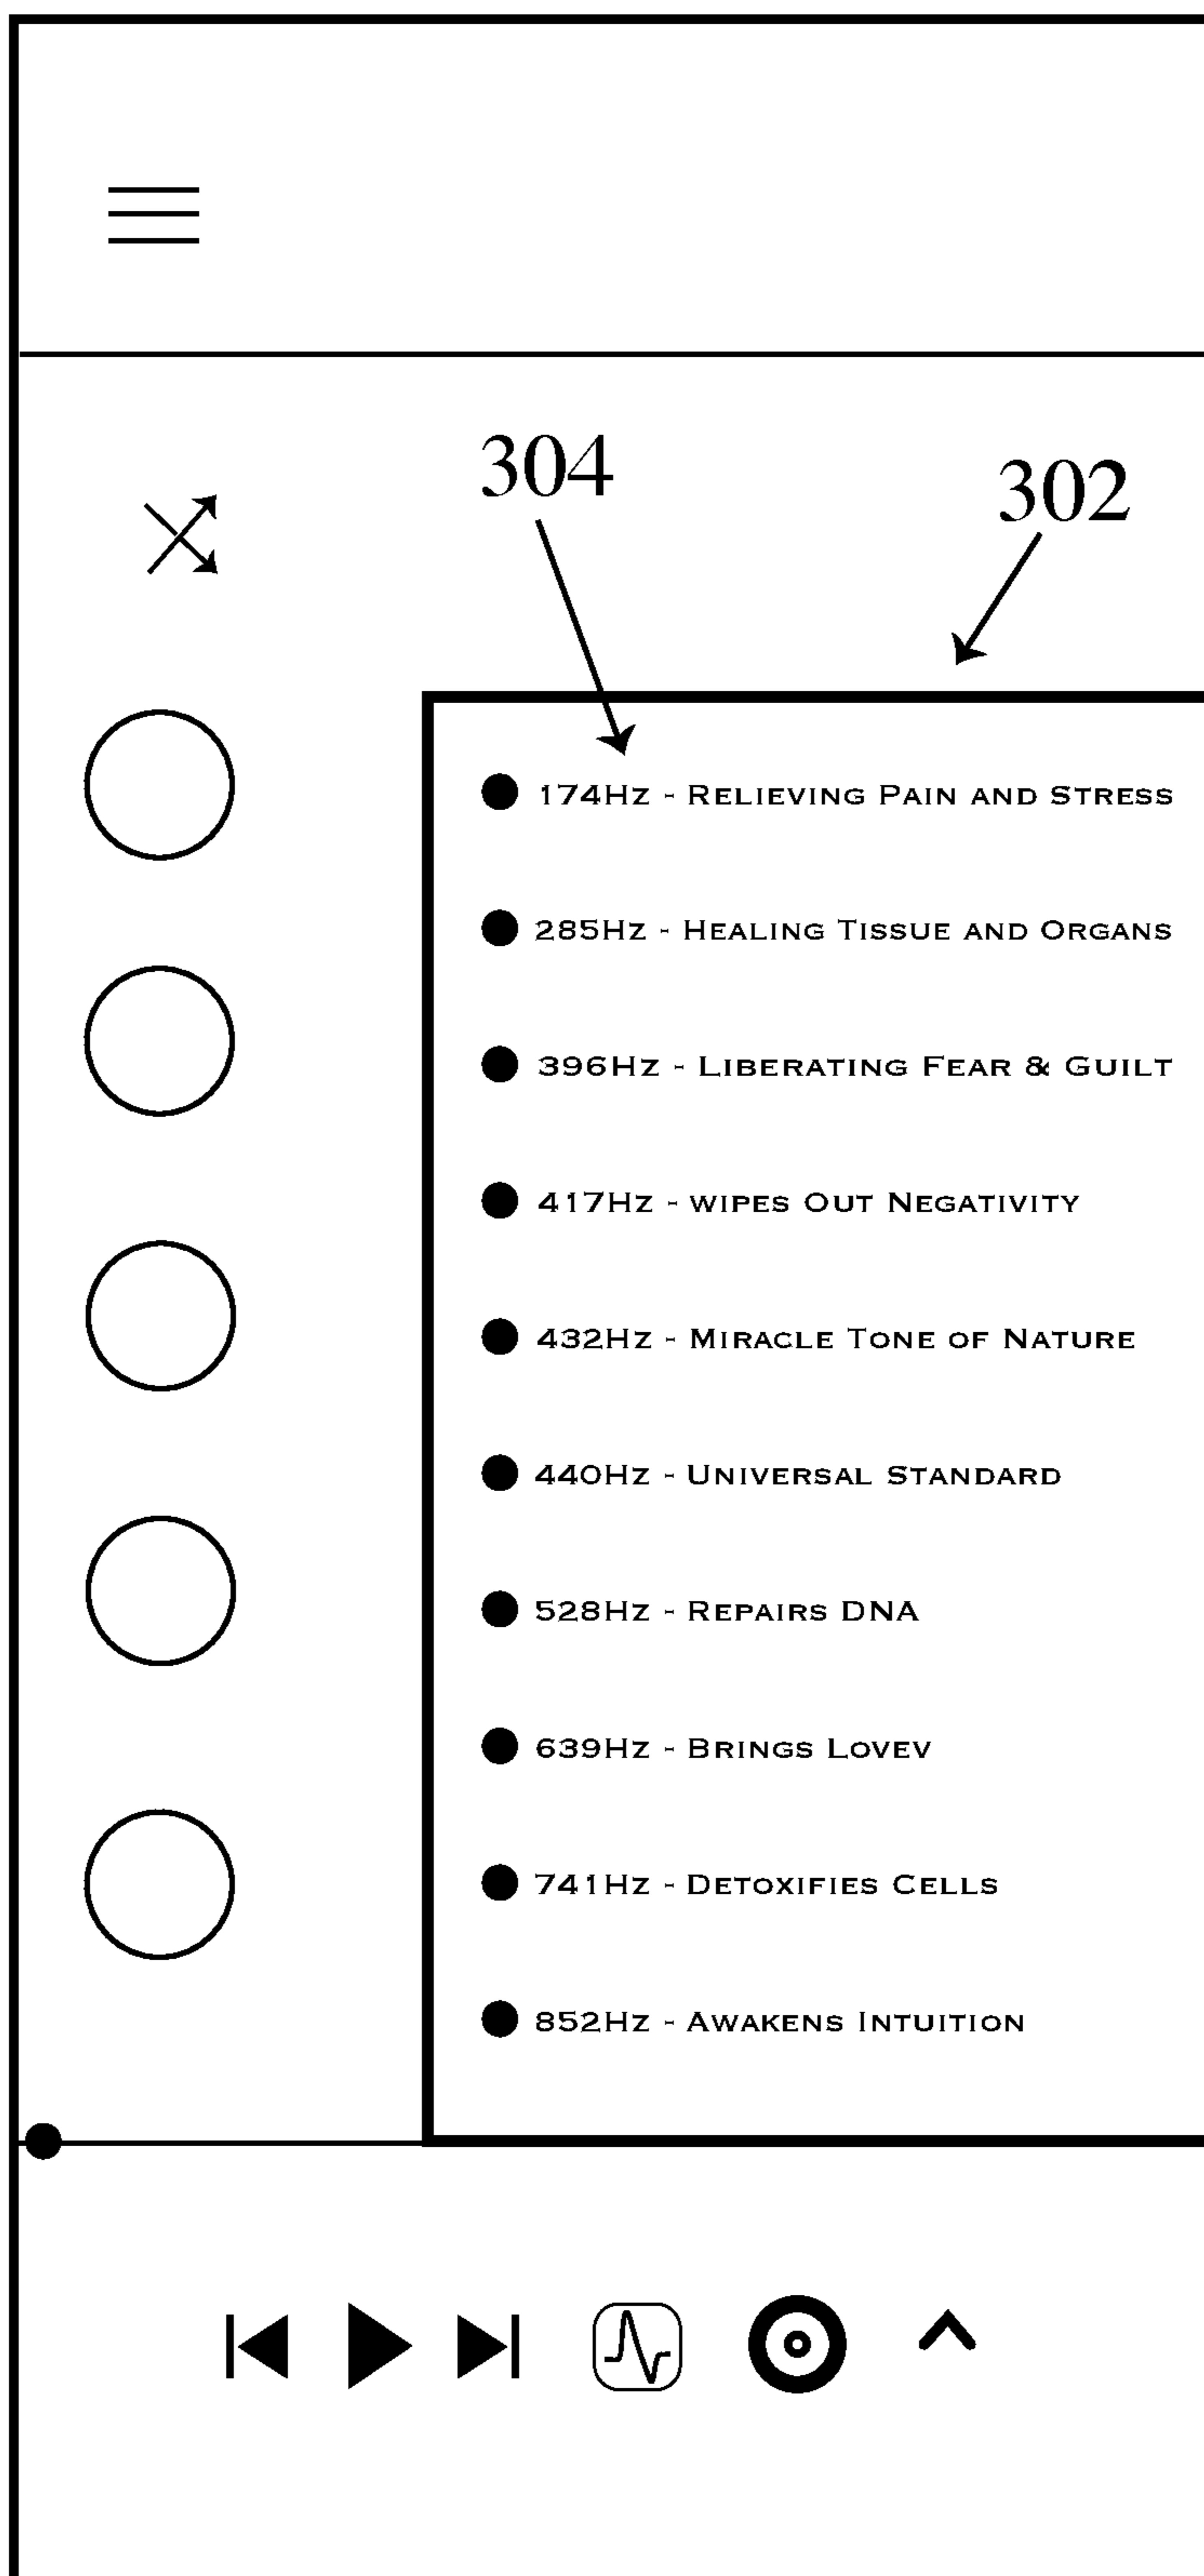 304
302
174Hz - Relieving Pain and Stress
285Hz - Healing Tissue and Organs
396Hz - Liberating Fear & Guilt
417Hz - wipes Out Negativity
432Hz - Miracle Tone of Nature
440Hz - Universal Standard
528Hz - Repairs DNA
639Hz - Brings Lovev
741Hz - Detoxifies Cells
852Hz - Awakens Intuition